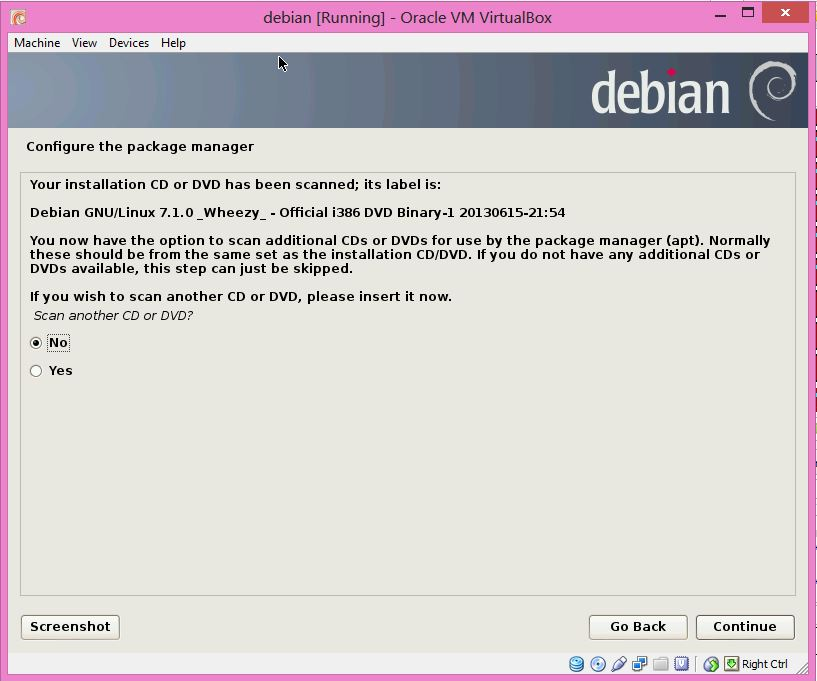 debian [Running] - Oracle VM VirtualBox
Machine View Devices Help
debian
Configure the package manager
Your installation CD or DVD has been scanned; its label is:
Debian GNU/Linux 7.1.0 _Wheezy_ - Official i386 DVD Binary-1 20130615-21:54
You now have the option to scan additional CDs or DVDs for use by the package manager (apt). Normally
these should be from the same set as the installation CD/DVD. If you do not have any additional CDs or
DVDs available, this step can just be skipped.
If you wish to scan another CD or DVD, please insert it now.
Scan another CD or DVD?
No
Yes
Screenshot Go Back Continue
Right Ctrl